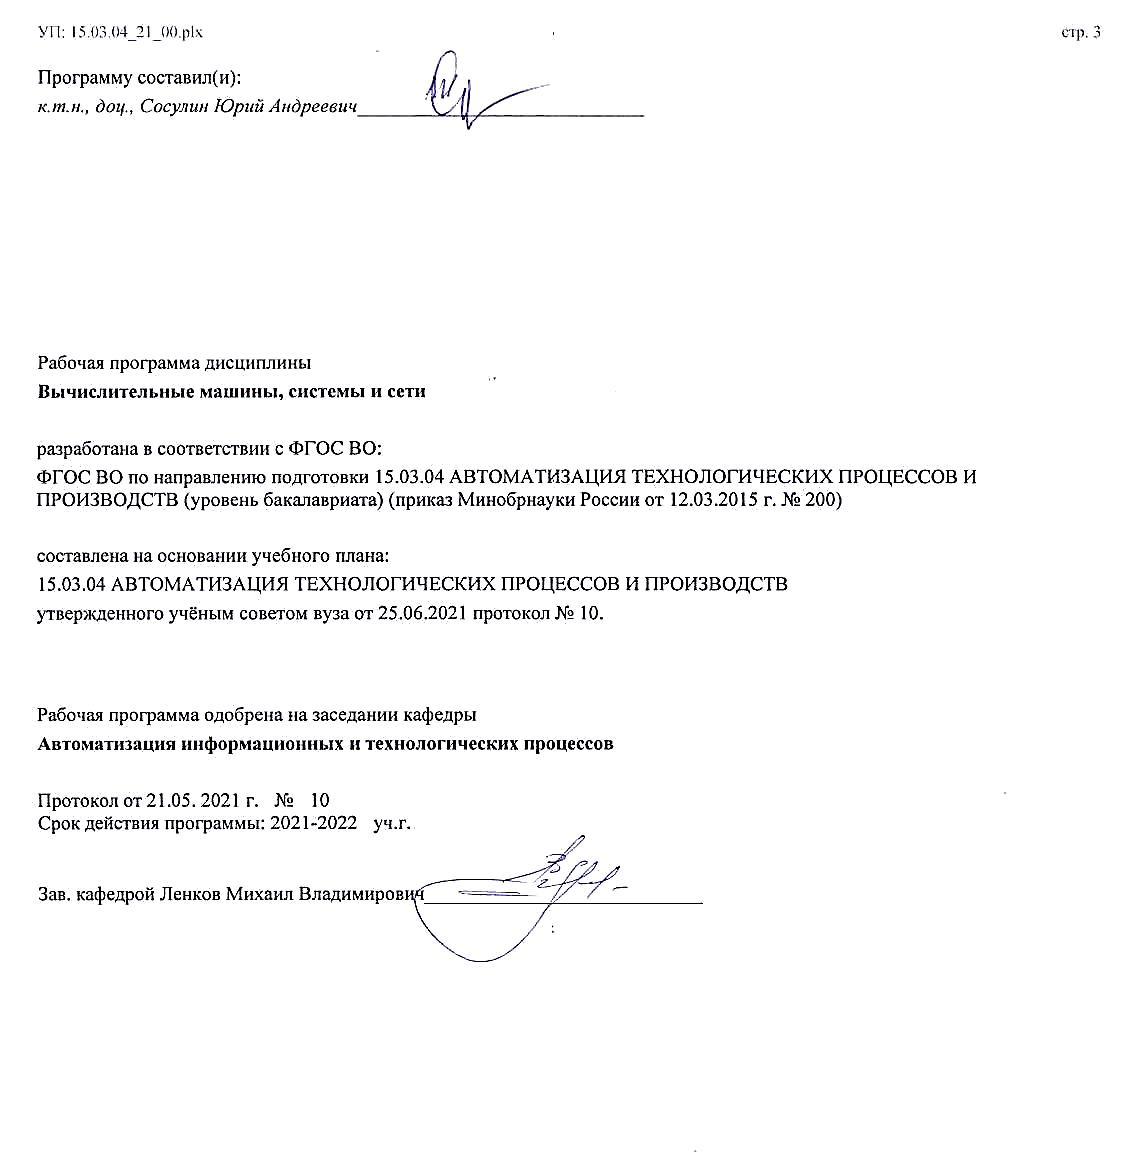 УП: 15.03.04_21_00.plx стр. 3
Программу составил(и):
к.т.н., доц., Сосулин Юрий Андреевич
Рабочая программа дисциплины
Вычислительные машины, системы и сети
разработана в соответствии с ФГОС ВО:
ФГОС ВО по направлению подготовки 15.03.04 АВТОМАТИЗАЦИЯ ТЕХНОЛОГИЧЕСКИХ ПРОЦЕССОВ И
ПРОИЗВОДСТВ (уровень бакалавриата) (приказ Минобрнауки России от 12.03.2015 г. № 200)
составлена на основании учебного плана:
15.03.04 АВТОМАТИЗАЦИЯ ТЕХНОЛОГИЧЕСКИХ ПРОЦЕССОВ И ПРОИЗВОДСТВ
утвержденного учёным советом вуза от 25.06.2021 протокол № 10.
Рабочая программа одобрена на заседании кафедры
Автоматизация информационных и технологических процессов
Протокол от 21.05. 2021 г. № 10
Срок действия программы: 2021-2022 уч.г.
Зав. кафедрой Ленков Михаил Владимирович